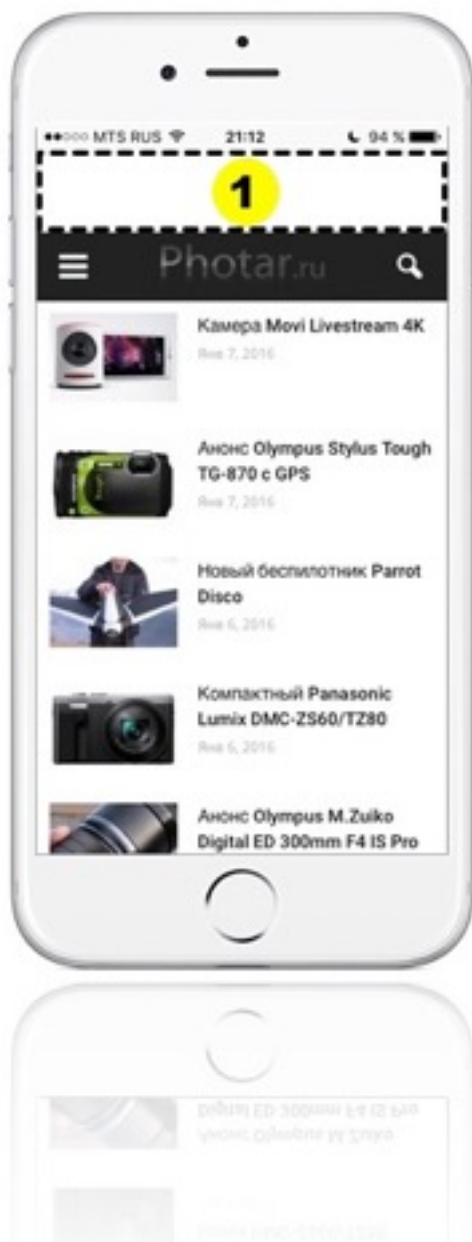 MTS RUS 21:12 94 %
1
Photar.ru
Камера Movi Livestream 4K
Янв 7, 2016
Анонс Olympus Stylus Tough
TG-870 с GPS
Янв 7, 2016
Новый беспилотник Parrot
Disco
Янв 6, 2016
Компактный Panasonic
Lumix DMC-ZS60/TZ80
Янв 6, 2016
Анонс Olympus M.Zuiko
Digital ED 300mm F4 IS Pro